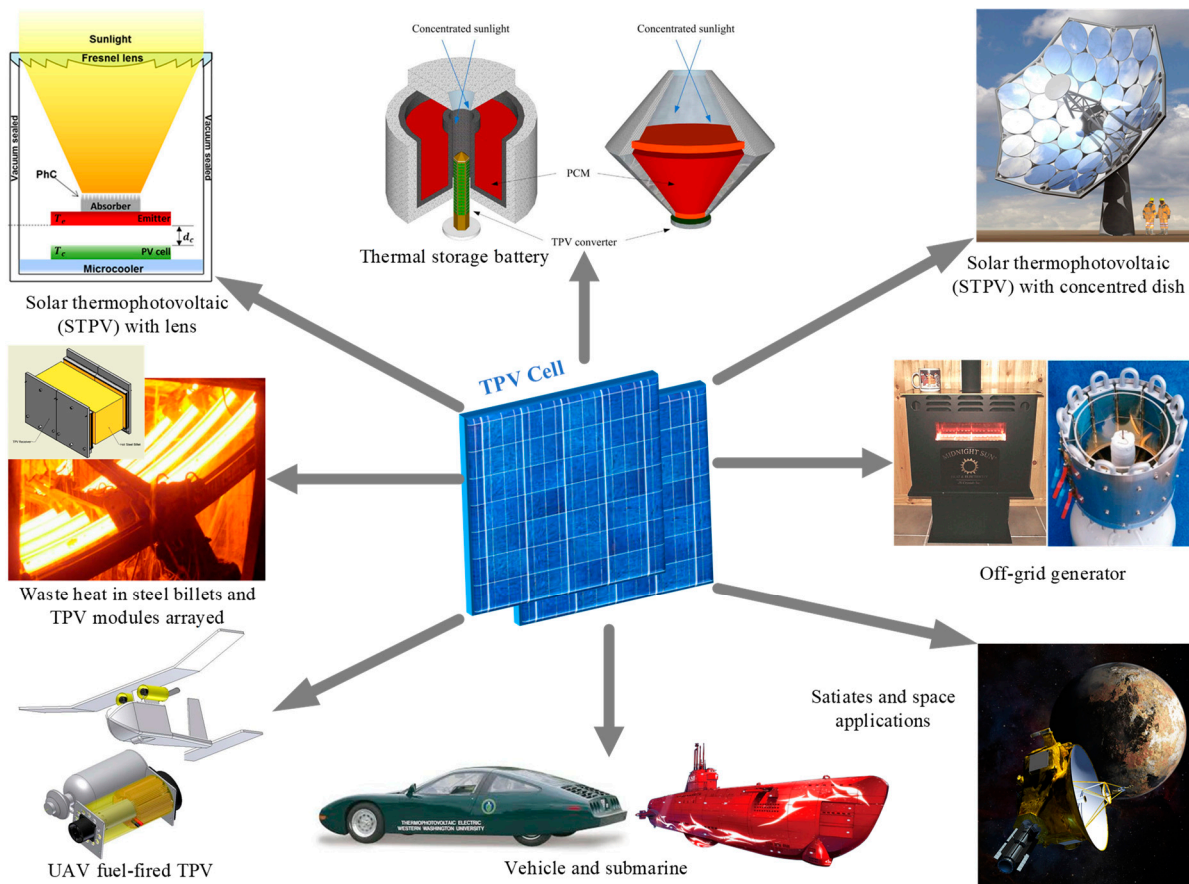 Sunlight
Fresnel lens
Vacuum sealed
Vacuum sealed
PhC
Absorber
Te
Emitter
dc
Tc
PV cell
Microcooler
Solar thermophotovoltaic
(STPV) with lens
Concentrated sunlight
Concentrated sunlight
PCM
TPV converter
Thermal storage battery
Solar thermophotovoltaic
(STPV) with concentred dish
TPV Cell
Waste heat in steel billets and
TPV modules arrayed
MIDNIGHT SUN
Off-grid generator
UAV fuel-fired TPV
THERMOPHOTOVOLTAIC ELECTRIC
WESTERN WASHINGTON UNIVERSITY
Vehicle and submarine
Satiates and space
applications